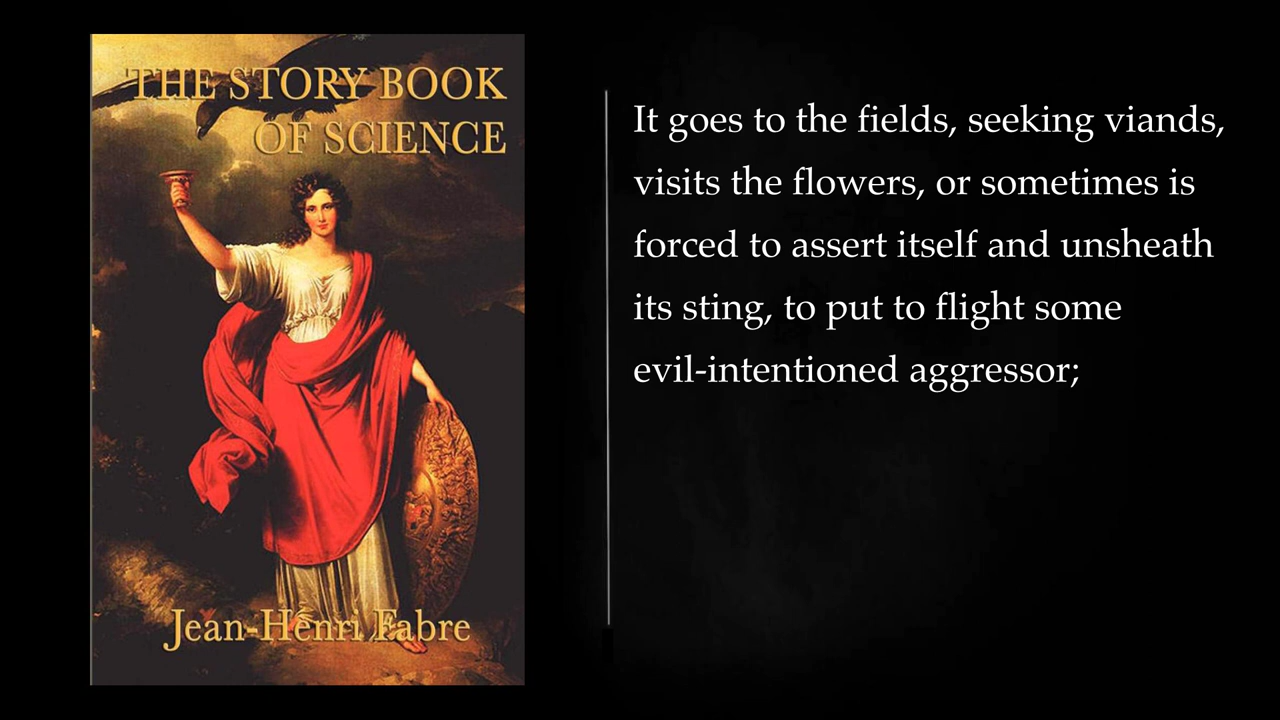 THE STORY BOOK
OF SCIENCE
Jean-Henri Fabre
It goes to the fields, seeking viands,
visits the flowers, or sometimes is
forced to assert itself and unsheath
its sting, to put to flight some
evil-intentioned aggressor;